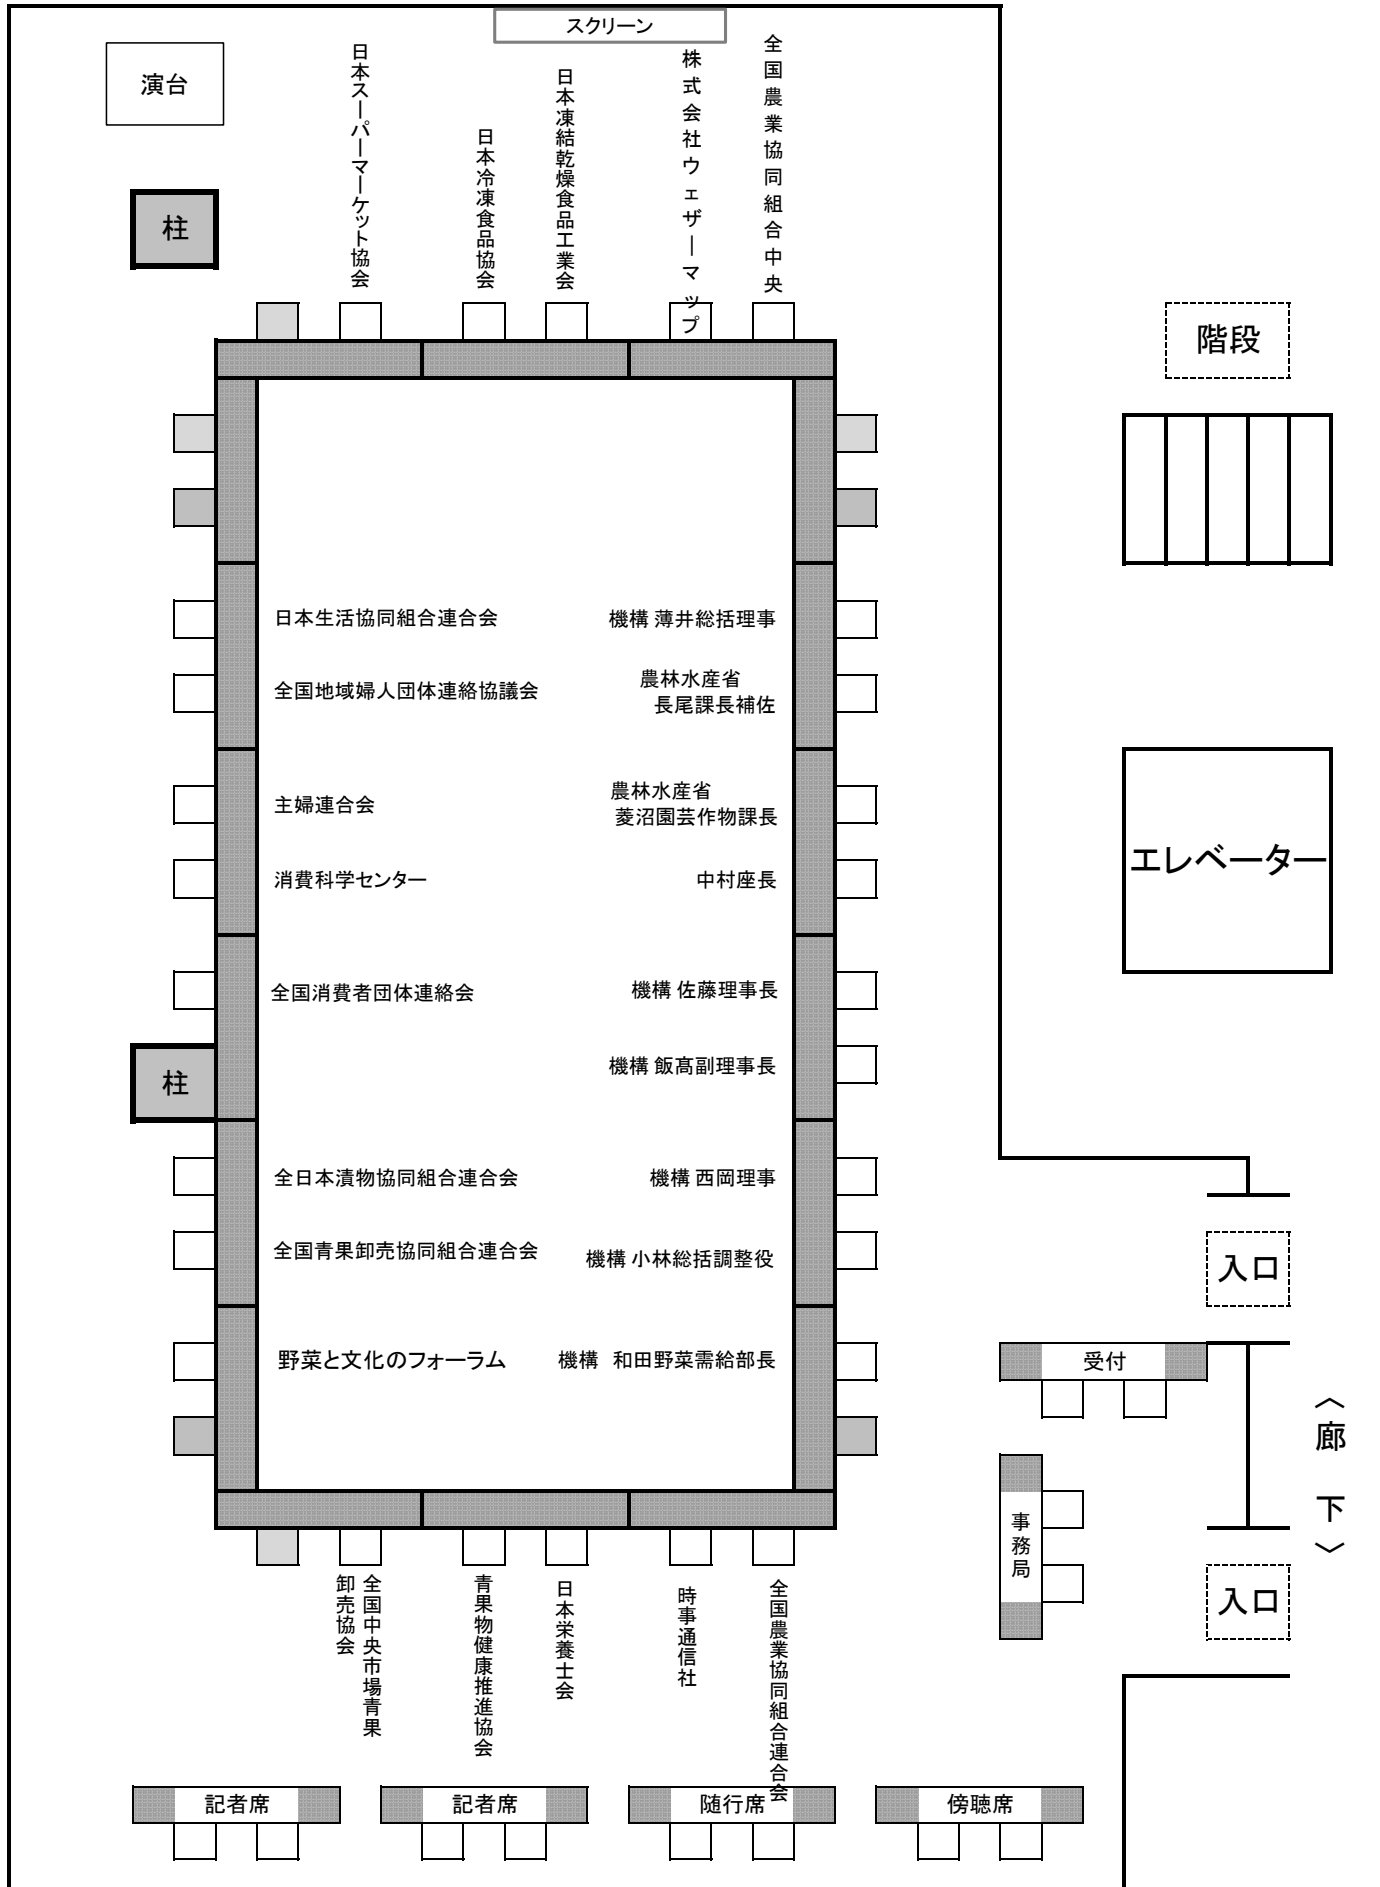 スクリーン
演台
日本スーパーマーケット協会
日本冷凍食品協会
日本凍結乾燥食品工業会
株式会社ウェザーマップ
全国農業協同組合中央
柱
階段
日本生活協同組合連合会
機構 薄井総括理事
全国地域婦人団体連絡協議会
農林水産省
長尾課長補佐
主婦連合会
農林水産省
菱沼園芸作物課長
消費科学センター
中村座長
エレベーター
全国消費者団体連絡会
機構 佐藤理事長
機構 飯髙副理事長
柱
全日本漬物協同組合連合会
機構 西岡理事
全国青果卸売協同組合連合会
機構 小林総括調整役
入口
野菜と文化のフォーラム
機構 和田野菜需給部長
受付
〈廊 下〉
事務局
入口
全国中央市場青果
卸売協会
青果物健康推進協会
日本栄養士会
時事通信社
全国農業協同組合連合会
記者席
記者席
随行席
傍聴席